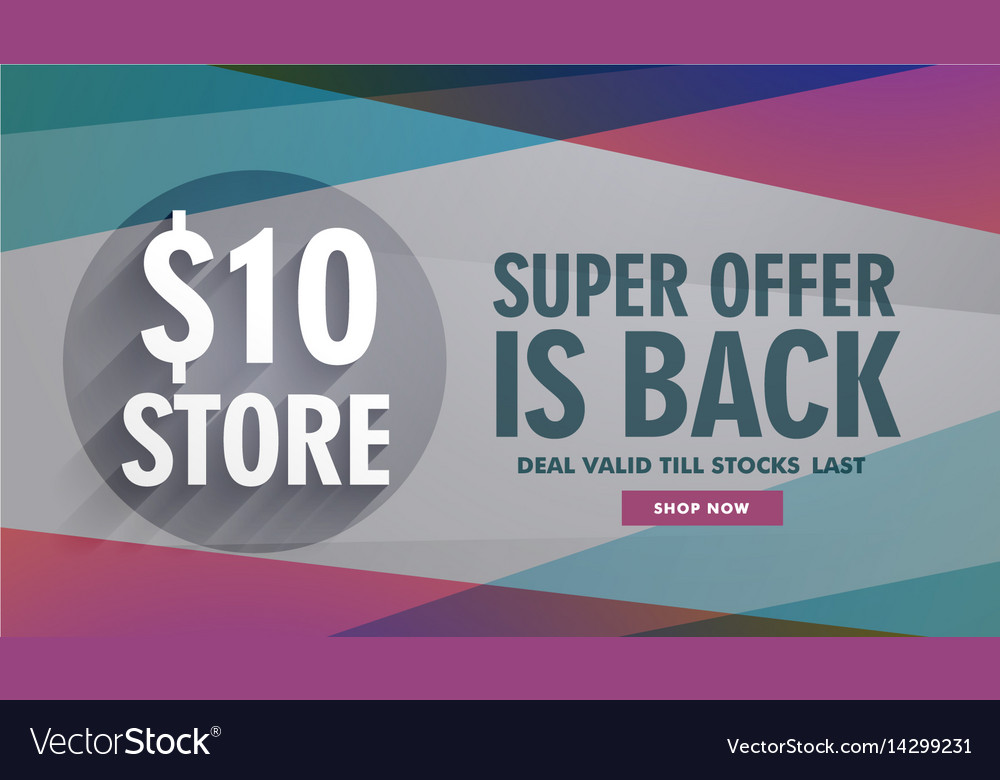 $10
STORE
SUPER OFFER
IS BACK
DEAL VALID TILL STOCKS LAST
SHOP NOW
VectorStock®
VectorStock.com/14299231